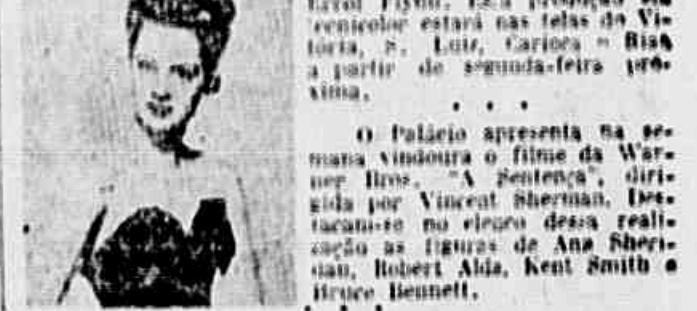 Errol Flynn. Esta produção em
Tecnicolor estará nas telas do Vi-
tória, S. Luiz, Carioca e Rian
a partir de segunda-feira pró-
xima.
• • •
O Palácio apresenta na se-
mana vindoura o filme da War-
ner Bros. "A Sentença", diri-
gida por Vincent Sherman. Des-
tacam-se no elenco dessa reali-
zação as figuras de Ana Sheri-
dan, Robert Alda, Kent Smith e
Bruce Bennett.